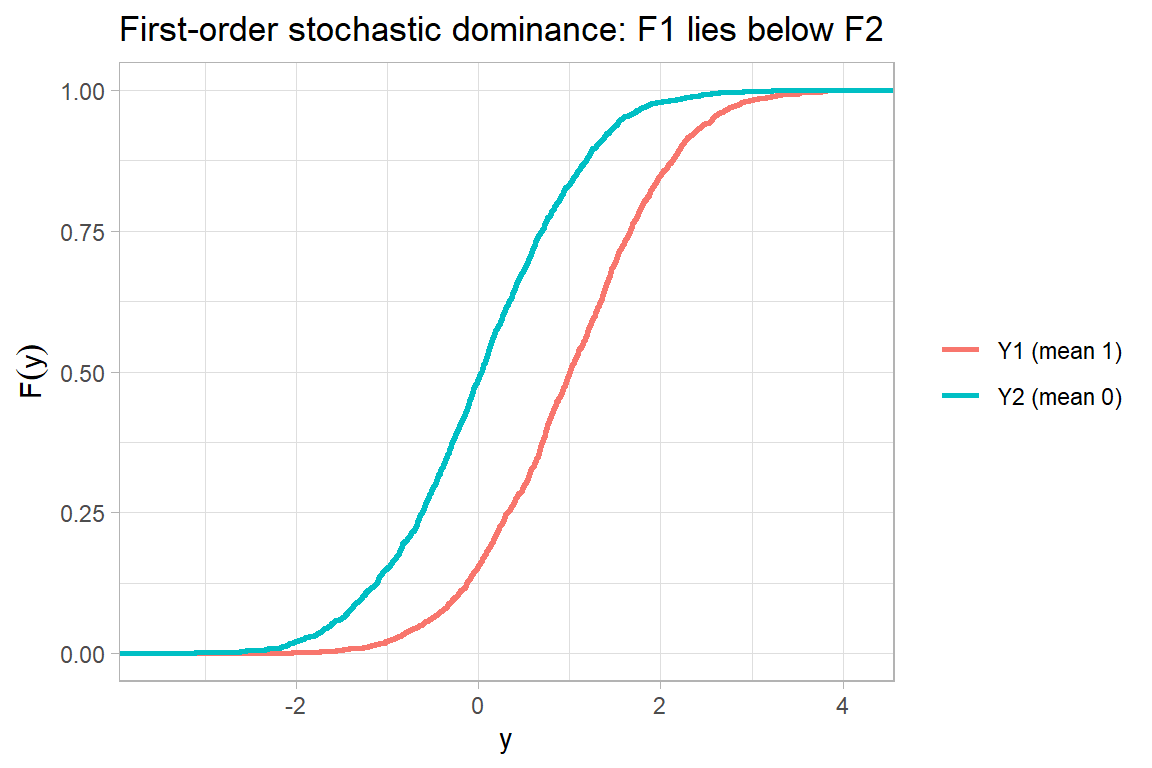 First-order stochastic dominance: F1 lies below F2
1.00
0.75
0.50
0.25
0.00
F(y)
-2
0
2
4
y
Y1 (mean 1)
Y2 (mean 0)